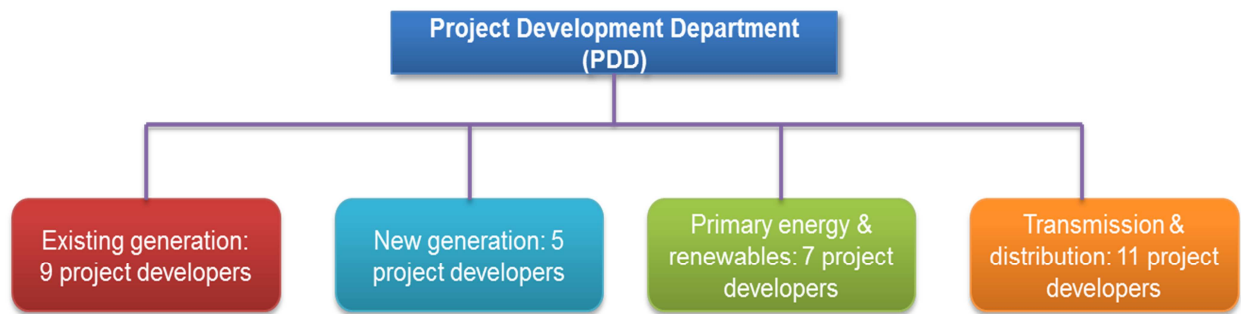 Project Development Department
(PDD)
Existing generation:
9 project developers
New generation: 5
project developers
Primary energy &
renewables: 7 project
developers
Transmission &
distribution: 11 project
developers